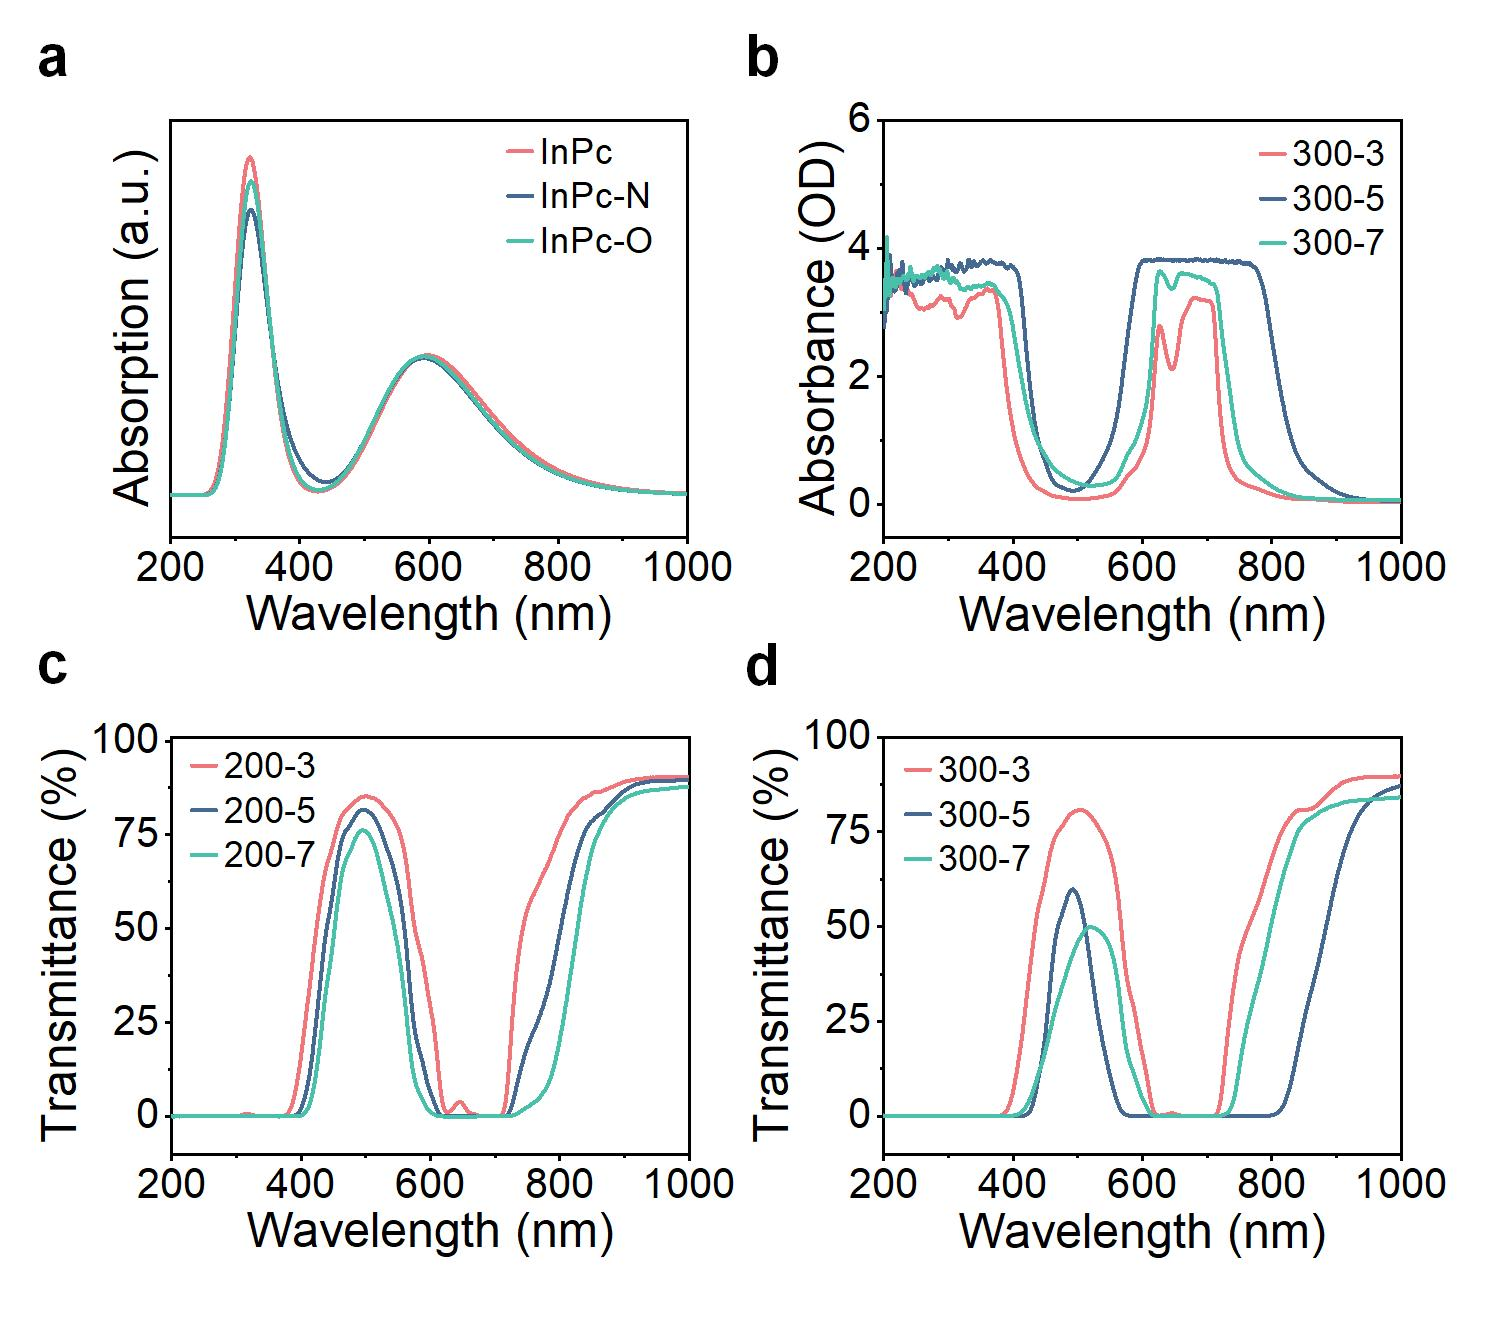 a
Absorption (a.u.)
InPc
InPc-N
InPc-O
200 400 600 800 1000
Wavelength (nm)
b
Absorbance (OD)
6
4
2
0
300-3
300-5
300-7
200 400 600 800 1000
Wavelength (nm)
c
Transmittance (%)
100
75
50
25
0
200-3
200-5
200-7
200 400 600 800 1000
Wavelength (nm)
d
Transmittance (%)
100
75
50
25
0
300-3
300-5
300-7
200 400 600 800 1000
Wavelength (nm)